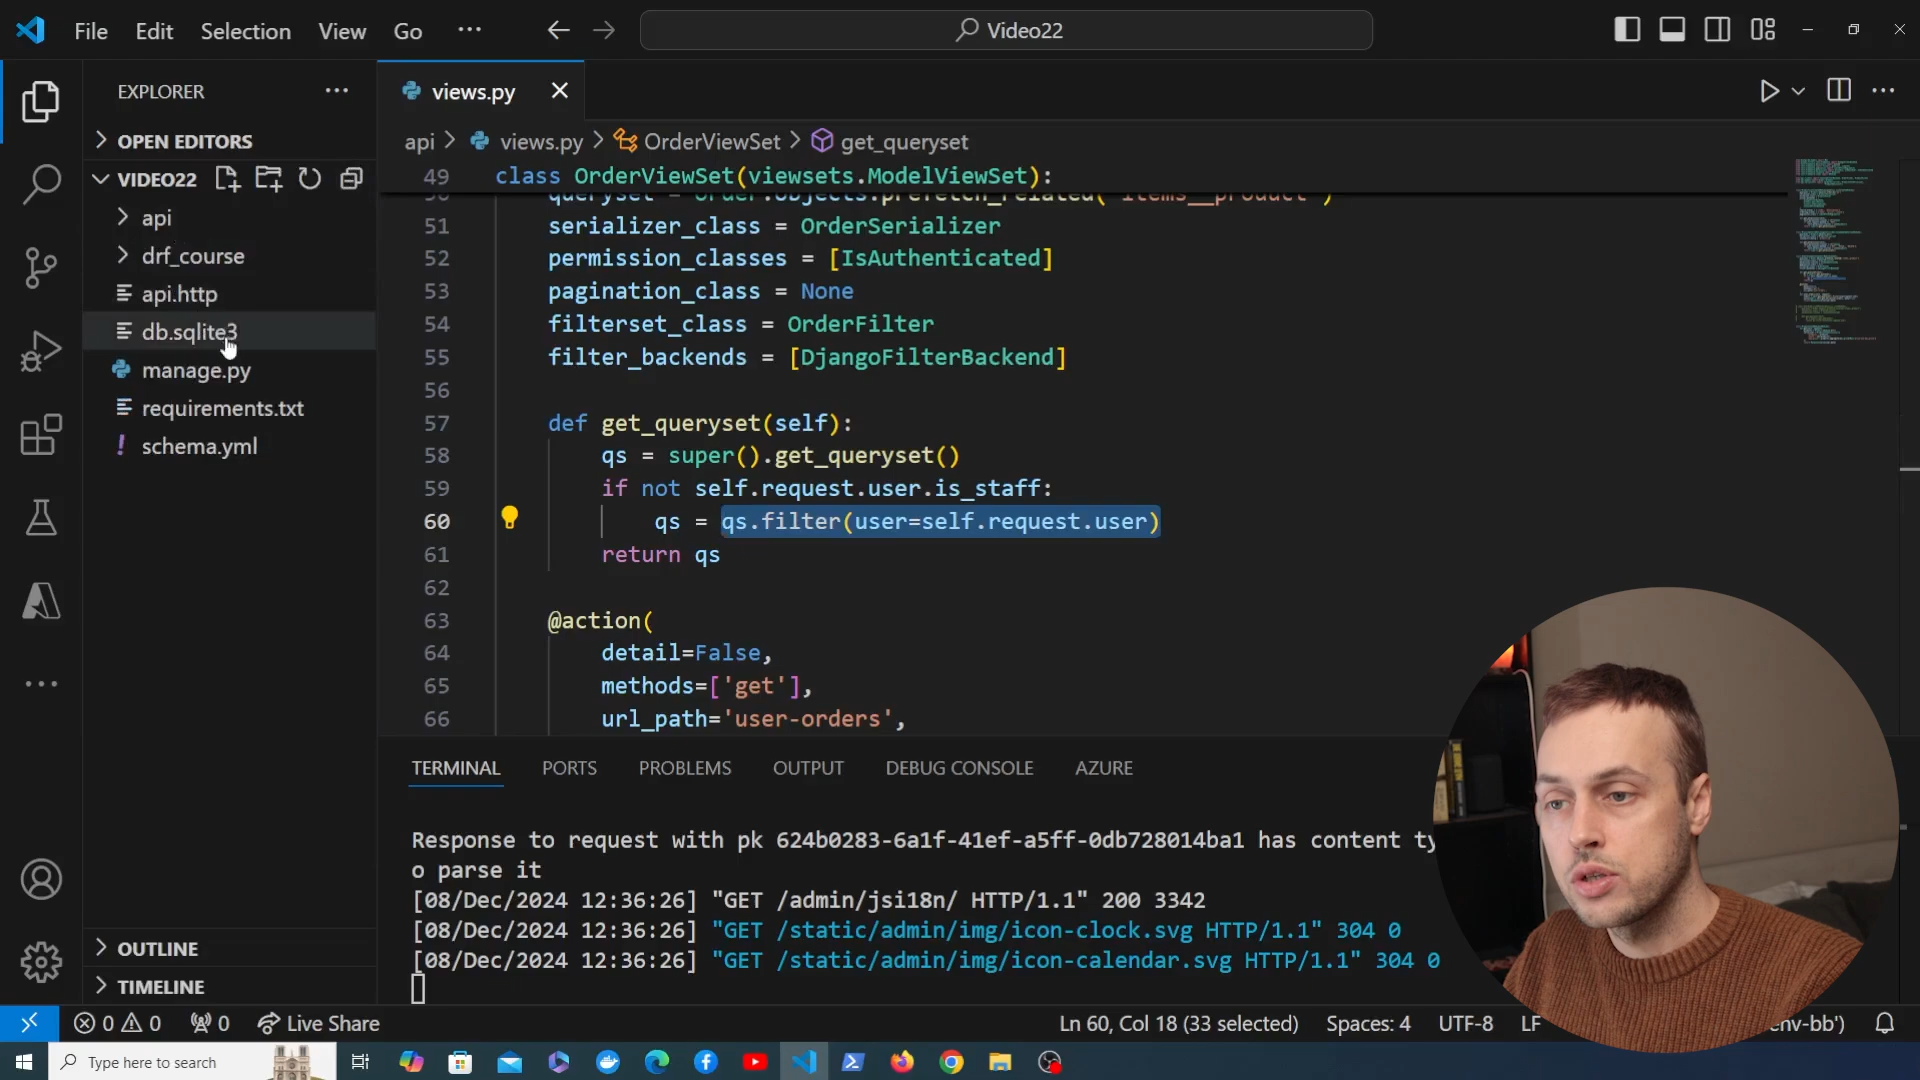 File Edit Selection View Go ··· Video22
EXPLORER ···
OPEN EDITORS
VIDEO22
api
drf_course
api.http
db.sqlite3
manage.py
requirements.txt
schema.yml
OUTLINE
TIMELINE
views.py
api > views.py > OrderViewSet > get_queryset
49 class OrderViewSet(viewsets.ModelViewSet):
queryset = Order.objects.prefetch_related('items__product')
51 serializer_class = OrderSerializer
52 permission_classes = [IsAuthenticated]
53 pagination_class = None
54 filterset_class = OrderFilter
55 filter_backends = [DjangoFilterBackend]
56
57 def get_queryset(self):
58 qs = super().get_queryset()
59 if not self.request.user.is_staff:
60 qs = qs.filter(user=self.request.user)
61 return qs
62
63 @action(
64 detail=False,
65 methods=['get'],
66 url_path='user-orders',
TERMINAL PORTS PROBLEMS OUTPUT DEBUG CONSOLE AZURE
Response to request with pk 624b0283-6a1f-41ef-a5ff-0db728014ba1 has content ty
o parse it
[08/Dec/2024 12:36:26] "GET /admin/jsi18n/ HTTP/1.1" 200 3342
[08/Dec/2024 12:36:26] "GET /static/admin/img/icon-clock.svg HTTP/1.1" 304 0
[08/Dec/2024 12:36:26] "GET /static/admin/img/icon-calendar.svg HTTP/1.1" 304 0
0 0 0 Live Share Ln 60, Col 18 (33 selected) Spaces: 4 UTF-8 LF nv-bb')
Type here to search